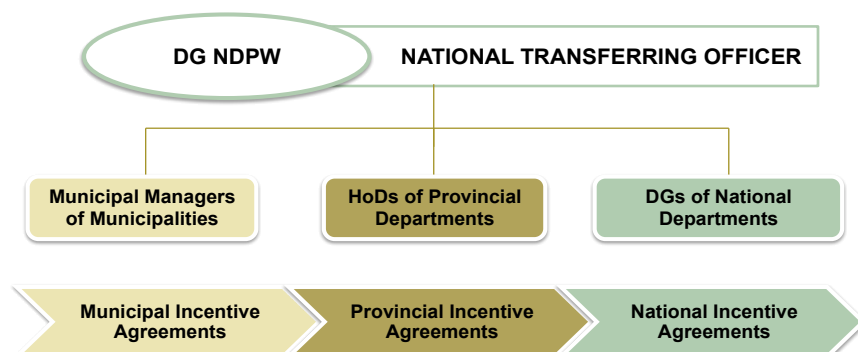 DG NDPW
NATIONAL TRANSFERRING OFFICER
Municipal Managers
of Municipalities
HoDs of Provincial
Departments
DGs of National
Departments
Municipal Incentive
Agreements
Provincial Incentive
Agreements
National Incentive
Agreements